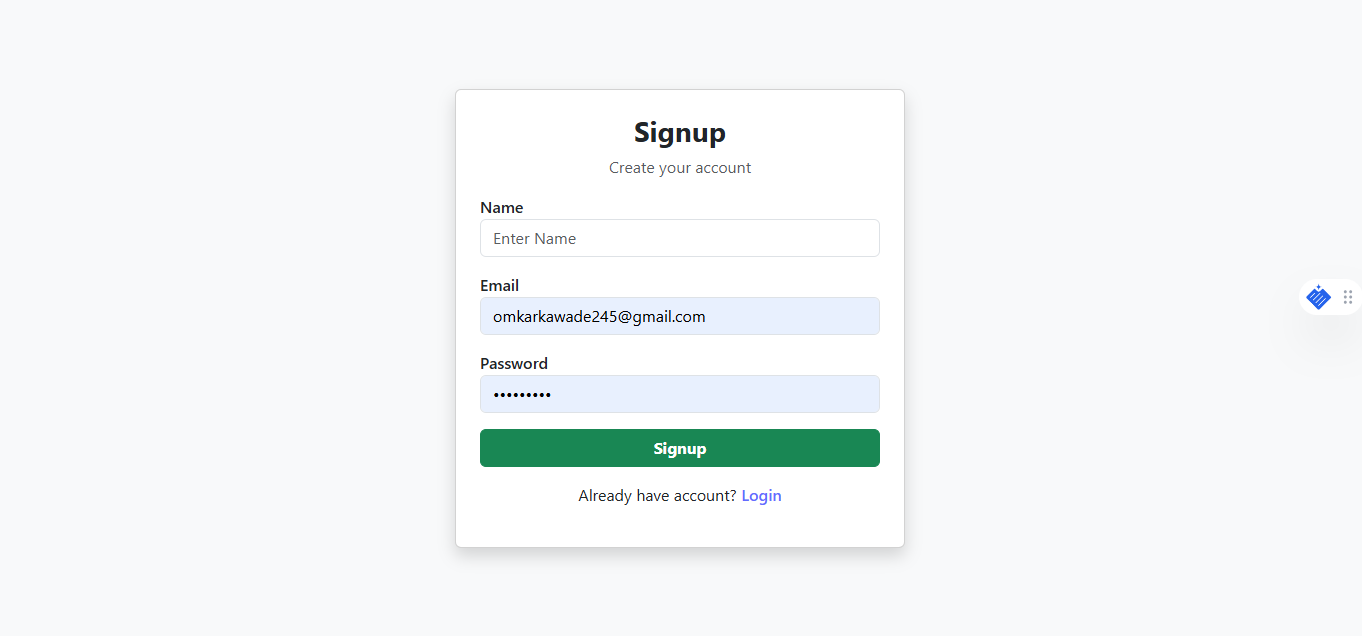 Signup
Create your account
Name
Enter Name
Email
omkarkawade245@gmail.com
Password
•••••••••
Signup
Already have account? Login